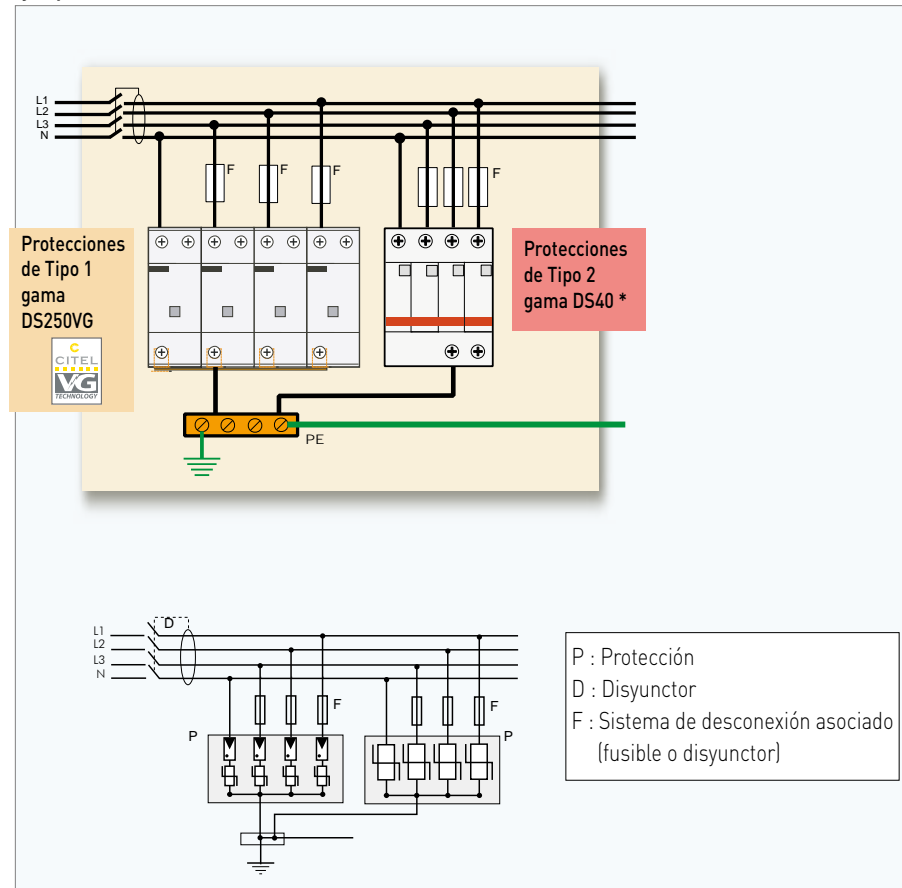 L1
L2
L3
N
F
F
F
F
Protecciones
de Tipo 1
gama
DS250VG
C
CITEL
VG
TECHNOLOGY
Protecciones
de Tipo 2
gama DS40 *
PE
D
L1
L2
L3
N
F
F
P
P
P : Protección
D : Disyunctor
F : Sistema de desconexión asociado
(fusible o disyunctor)